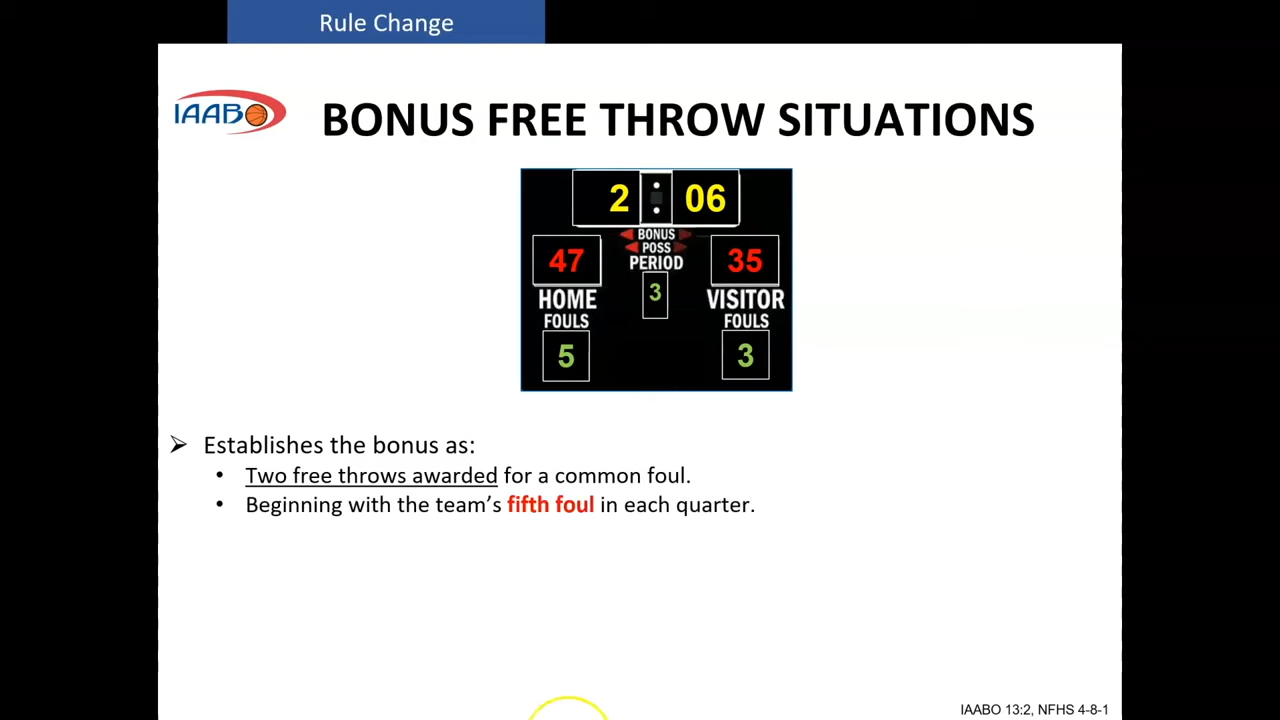 Rule Change
IAABO
BONUS FREE THROW SITUATIONS
2 : 06
BONUS
POSS
47 PERIOD 35
3
HOME VISITOR
FOULS FOULS
5 3
Establishes the bonus as:
Two free throws awarded for a common foul.
Beginning with the team's fifth foul in each quarter.
IAABO 13:2, NFHS 4-8-1